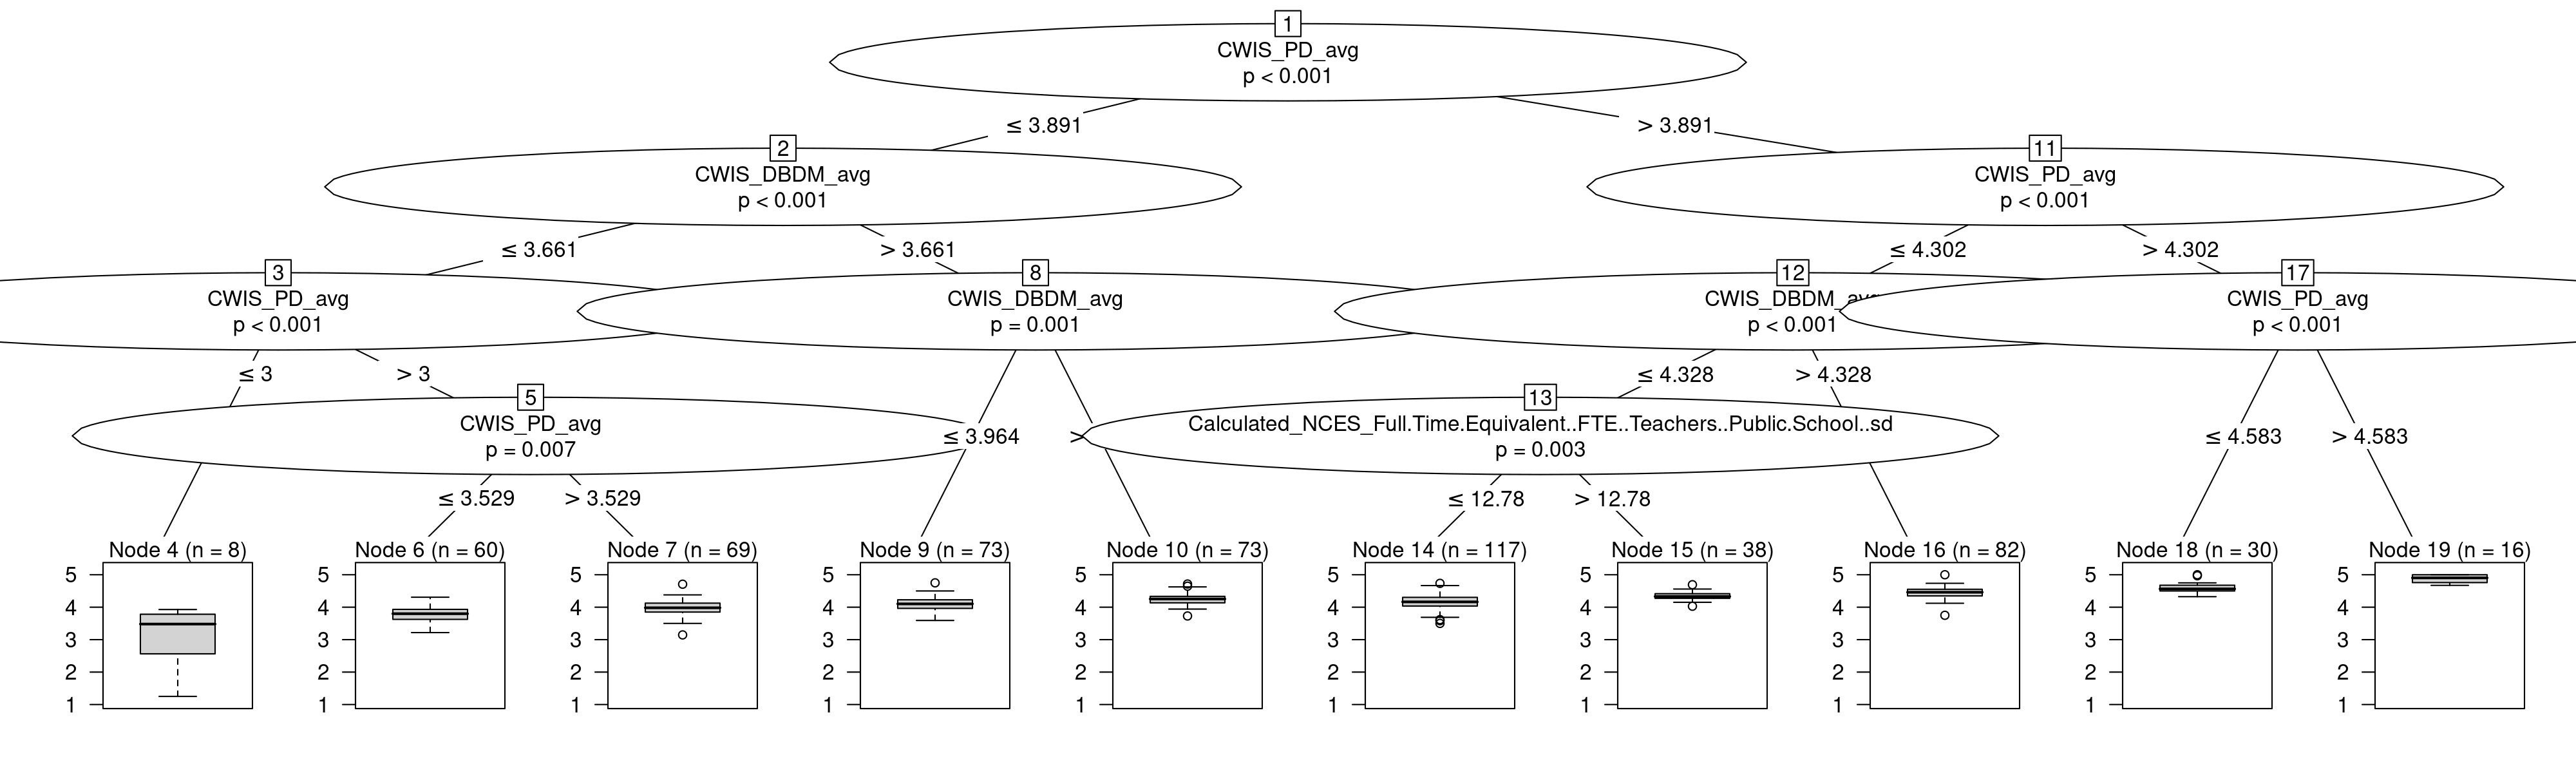 1
CWIS_PD_avg
p < 0.001
≤ 3.891
> 3.891
2
CWIS_DBDM_avg
p < 0.001
11
CWIS_PD_avg
p < 0.001
≤ 3.661
> 3.661
≤ 4.302
> 4.302
3
CWIS_PD_avg
p < 0.001
8
CWIS_DBDM_avg
p = 0.001
12
CWIS_DBDM_avg
p < 0.001
17
CWIS_PD_avg
p < 0.001
≤ 3
> 3
≤ 4.328
> 4.328
5
CWIS_PD_avg
p = 0.007
≤ 3.964
>
13
Calculated_NCES_Full.Time.Equivalent..FTE..Teachers..Public.School..sd
p = 0.003
≤ 4.583
> 4.583
≤ 3.529
> 3.529
≤ 12.78
> 12.78
Node 4 (n = 8)
Node 6 (n = 60)
Node 7 (n = 69)
Node 9 (n = 73)
Node 10 (n = 73)
Node 14 (n = 117)
Node 15 (n = 38)
Node 16 (n = 82)
Node 18 (n = 30)
Node 19 (n = 16)
5 5 5 5 5 5 5 5 5 5
4 4 4 4 4 4 4 4 4 4
3 3 3 3 3 3 3 3 3 3
2 2 2 2 2 2 2 2 2 2
1 1 1 1 1 1 1 1 1 1